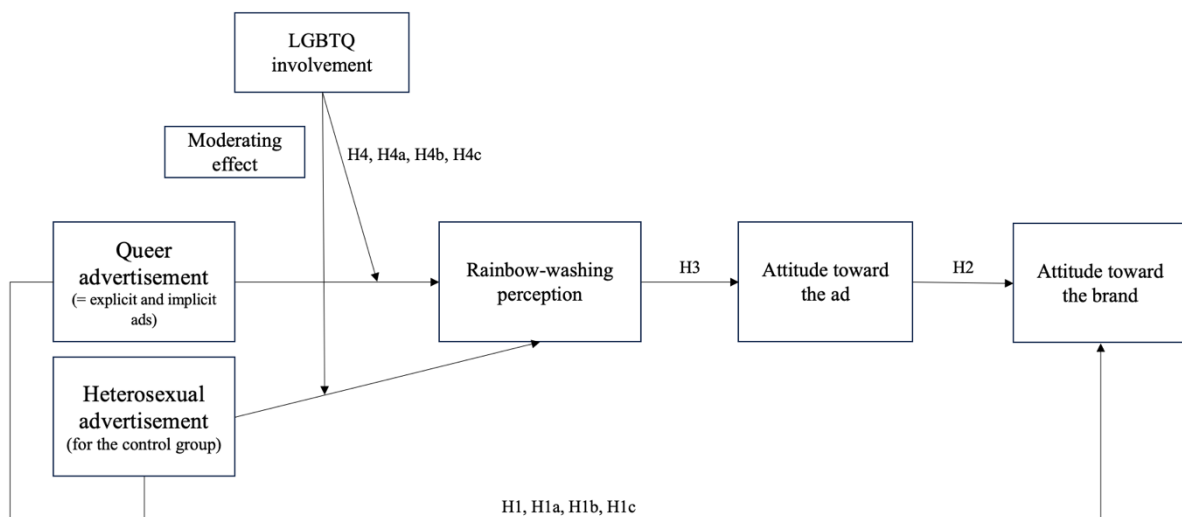 LGBTQ
involvement
Moderating
effect
H4, H4a, H4b, H4c
Queer
advertisement
(= explicit and implicit
ads)
Rainbow-washing
perception
H3
Attitude toward
the ad
H2
Attitude toward
the brand
Heterosexual
advertisement
(for the control group)
H1, H1a, H1b, H1c